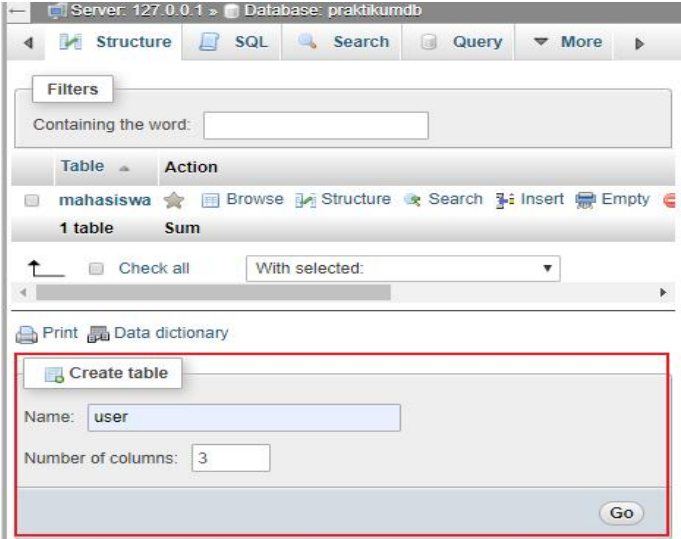 Server: 127.0.0.1 » Database: praktikumdb
Structure SQL Search Query More
Filters
Containing the word:
Table Action
mahasiswa Browse Structure Search Insert Empty
1 table Sum
Check all With selected:
Print Data dictionary
Create table
Name: user
Number of columns: 3
Go